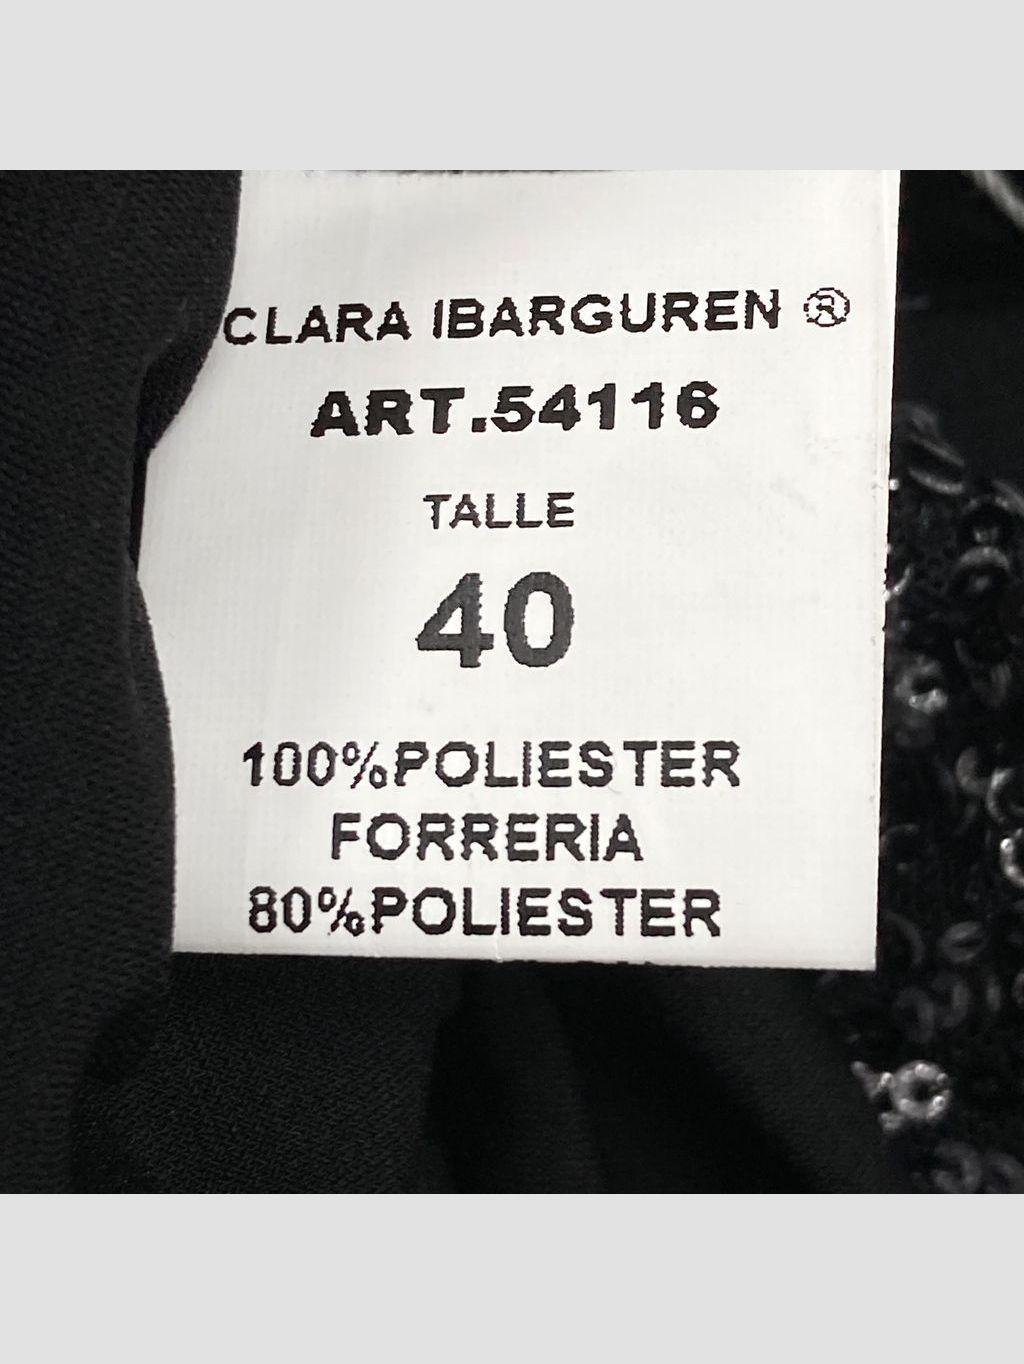 CLARA IBARGUREN ®
ART.54116
TALLE
40
100%POLIESTER
FORRERIA
80%POLIESTER